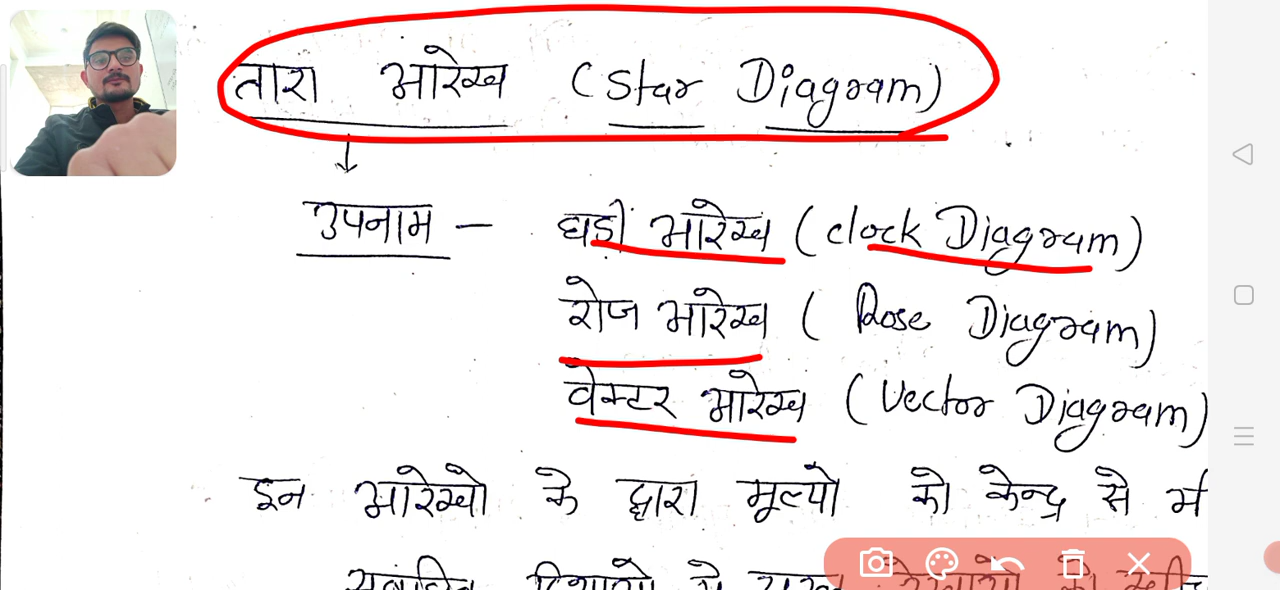 तारा आरेख (Star Diagram)
उपनाम - घड़ी आरेख (Clock Diagram)
रोज आरेख (Rose Diagram)
वेक्टर आरेख (Vector Diagram)
इन आरेखो के द्वारा मूल्यो को केन्द्र से